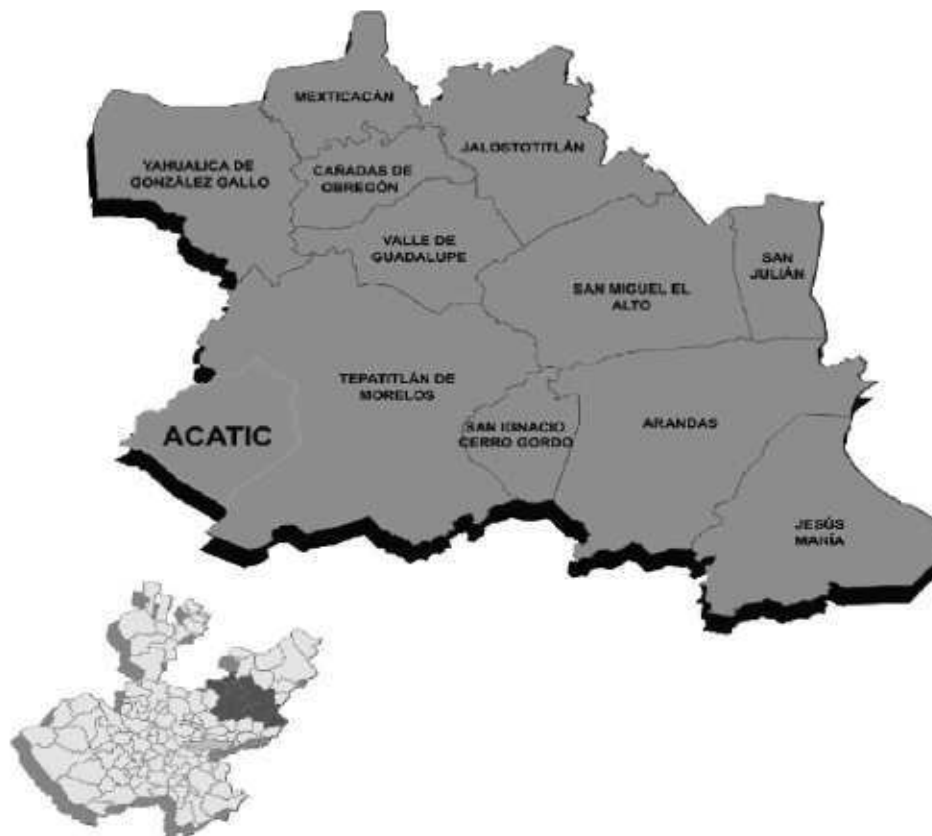 MEXTICACÁN
JALOSTOTITLÁN
YAHUALICA DE
GONZÁLEZ GALLO
CAÑADAS DE
OBREGÓN
VALLE DE
GUADALUPE
SAN
JULIÁN
SAN MIGUEL EL
ALTO
TEPATITLÁN DE
MORELOS
ACATIC
SAN IGNACIO
CERRO GORDO
ARANDAS
JESÚS
MARÍA